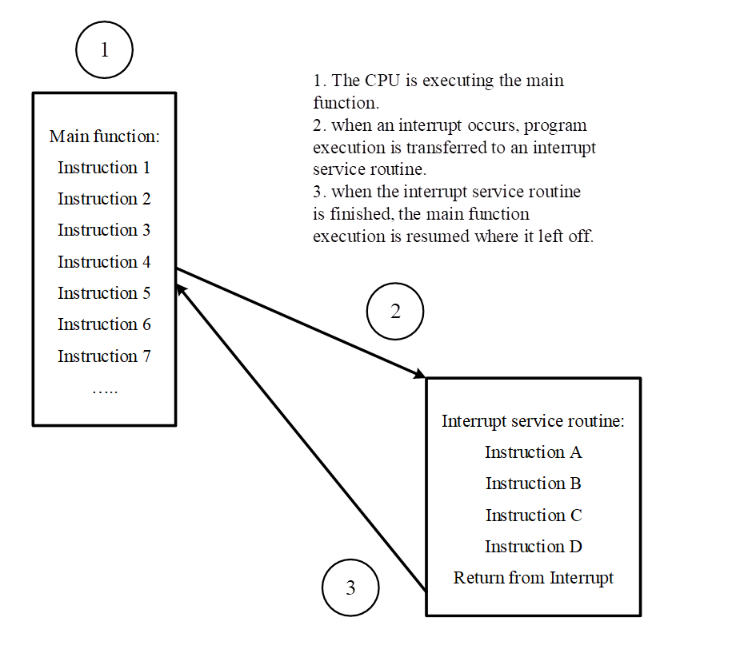 1
Main function:
Instruction 1
Instruction 2
Instruction 3
Instruction 4
Instruction 5
Instruction 6
Instruction 7
.....
1. The CPU is executing the main
function.
2. when an interrupt occurs, program
execution is transferred to an interrupt
service routine.
3. when the interrupt service routine
is finished, the main function
execution is resumed where it left off.
2
Interrupt service routine:
Instruction A
Instruction B
Instruction C
Instruction D
Return from Interrupt
3